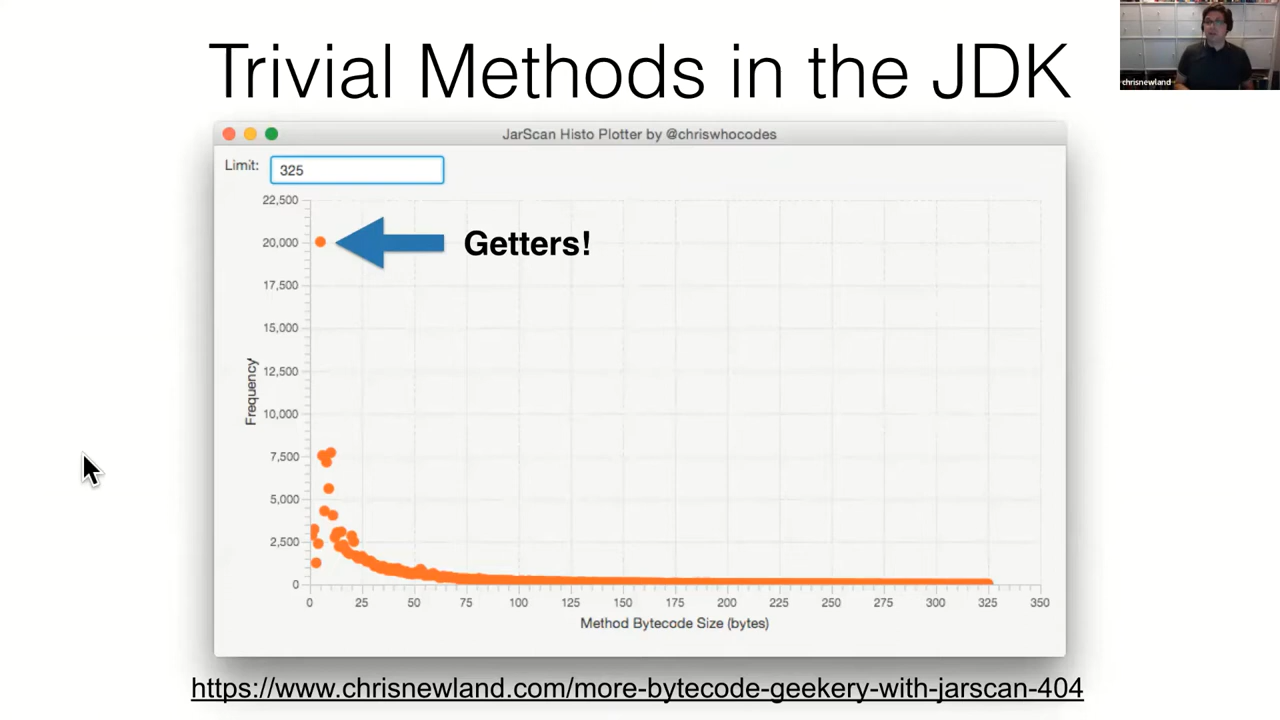 Trivial Methods in the JDK
chrisnewland
JarScan Histo Plotter by @chriswhocodes
Limit: 325
22,500
20,000
Getters!
17,500
15,000
12,500
10,000
7,500
5,000
2,500
0
Frequency
0 25 50 75 100 125 150 175 200 225 250 275 300 325 350
Method Bytecode Size (bytes)
https://www.chrisnewland.com/more-bytecode-geekery-with-jarscan-404